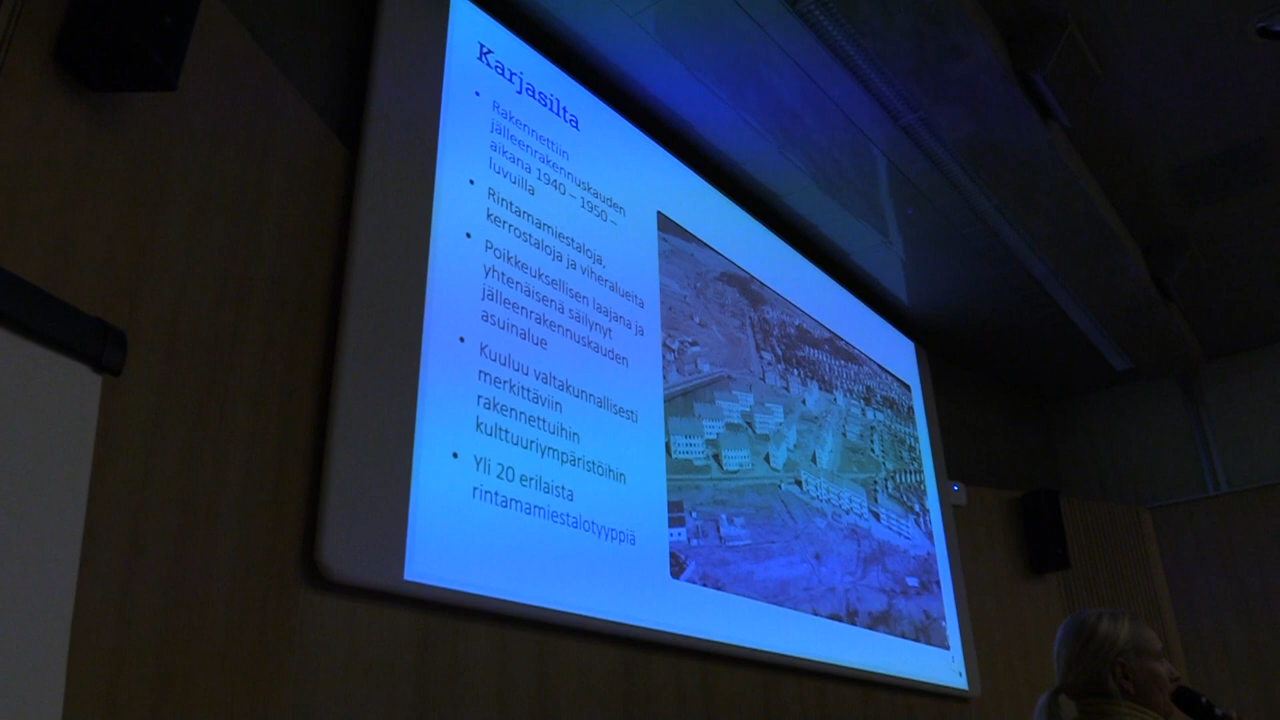 Karjasilta
• Rakennettiin
jälleenrakennuskauden
aikana 1940 – 1950 –
luvuilla
• Rintamamiestaloja,
kerrostaloja ja viheralueita
• Poikkeuksellisen laajana ja
yhtenäisenä säilynyt
jälleenrakennuskauden
asuinalue
• Kuuluu valtakunnallisesti
merkittäviin
rakennettuihin
kulttuuriympäristöihin
• Yli 20 erilaista
rintamamiestalotyyppiä